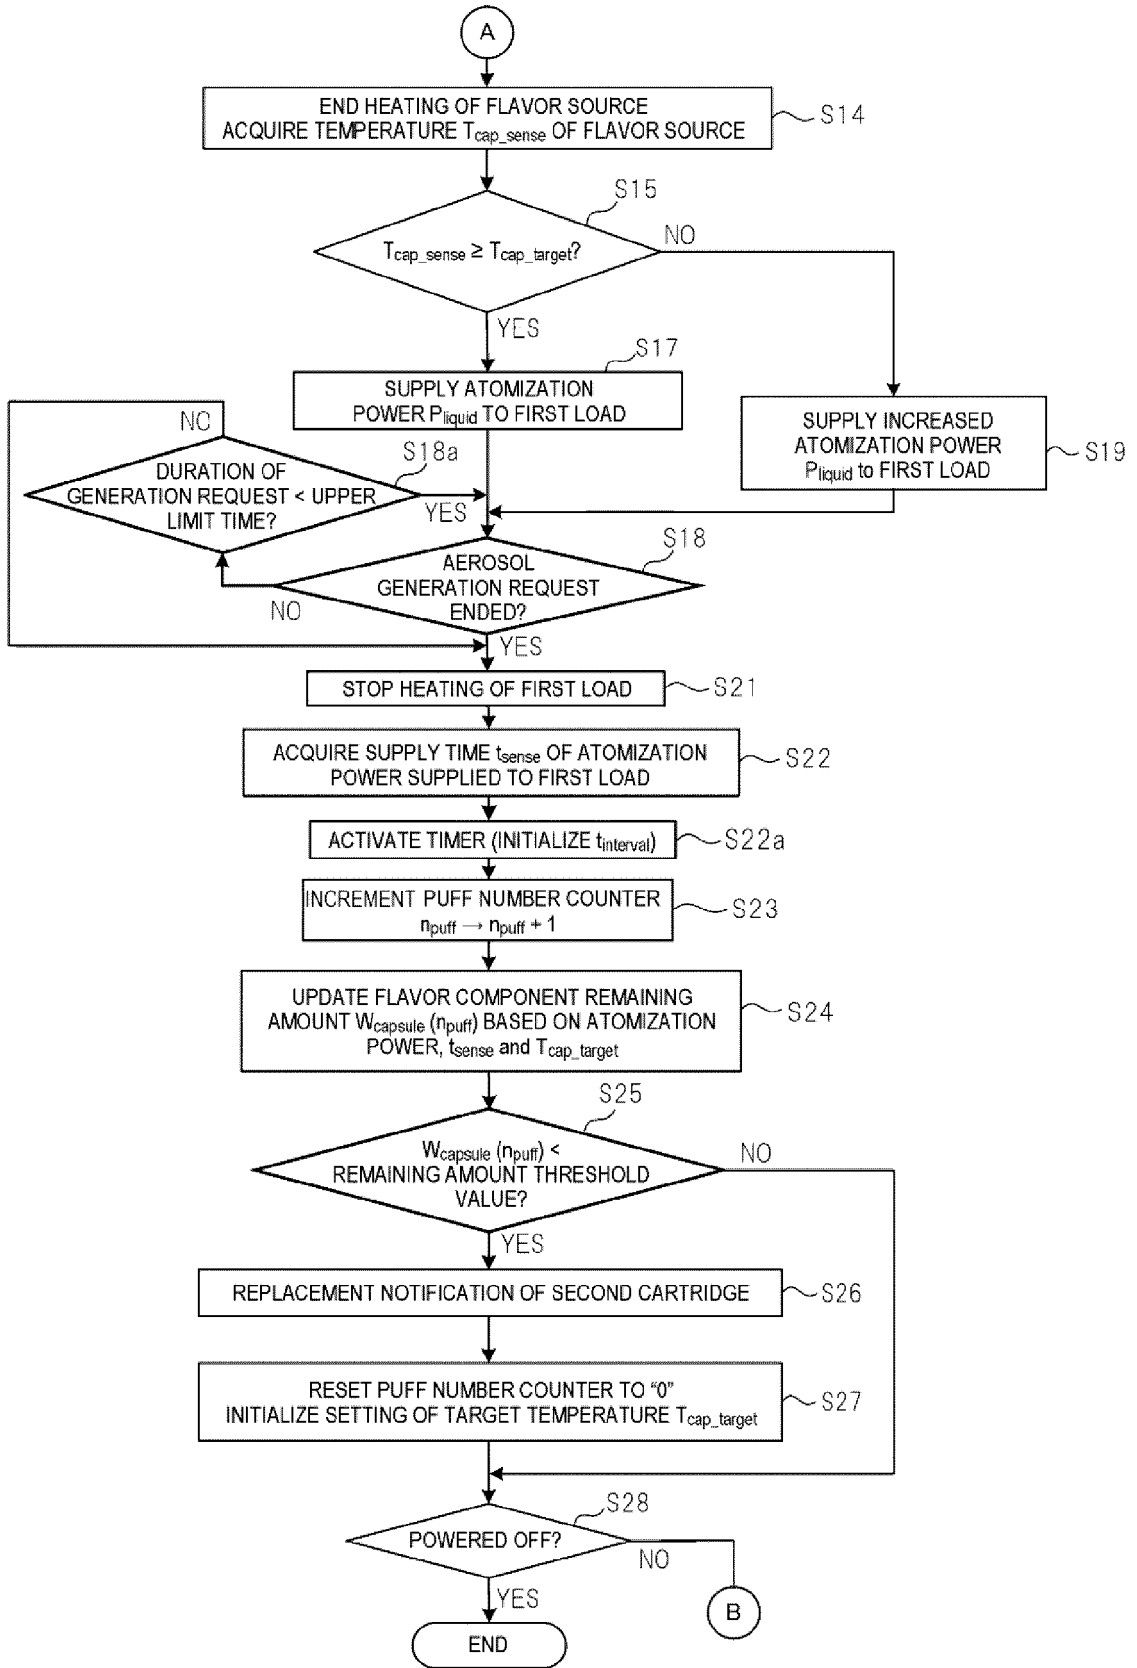 A
END HEATING OF FLAVOR SOURCE
ACQUIRE TEMPERATURE Tcap_sense OF FLAVOR SOURCE
S14
S15
Tcap_sense ≥ Tcap_target?
NO
YES
S17
SUPPLY ATOMIZATION
POWER Pliquid TO FIRST LOAD
SUPPLY INCREASED
ATOMIZATION POWER
Pliquid to FIRST LOAD
S19
NO
S18a
DURATION OF
GENERATION REQUEST < UPPER
LIMIT TIME?
YES
S18
AEROSOL
GENERATION REQUEST
ENDED?
NO
YES
STOP HEATING OF FIRST LOAD
S21
ACQUIRE SUPPLY TIME tsense OF ATOMIZATION
POWER SUPPLIED TO FIRST LOAD
S22
ACTIVATE TIMER (INITIALIZE tinterval)
S22a
INCREMENT PUFF NUMBER COUNTER
npuff → npuff + 1
S23
UPDATE FLAVOR COMPONENT REMAINING
AMOUNT Wcapsule (npuff) BASED ON ATOMIZATION
POWER, tsense and Tcap_target
S24
S25
Wcapsule (npuff) <
REMAINING AMOUNT THRESHOLD
VALUE?
NO
YES
REPLACEMENT NOTIFICATION OF SECOND CARTRIDGE
S26
RESET PUFF NUMBER COUNTER TO “0”
INITIALIZE SETTING OF TARGET TEMPERATURE Tcap_target
S27
S28
POWERED OFF?
NO
YES
B
END